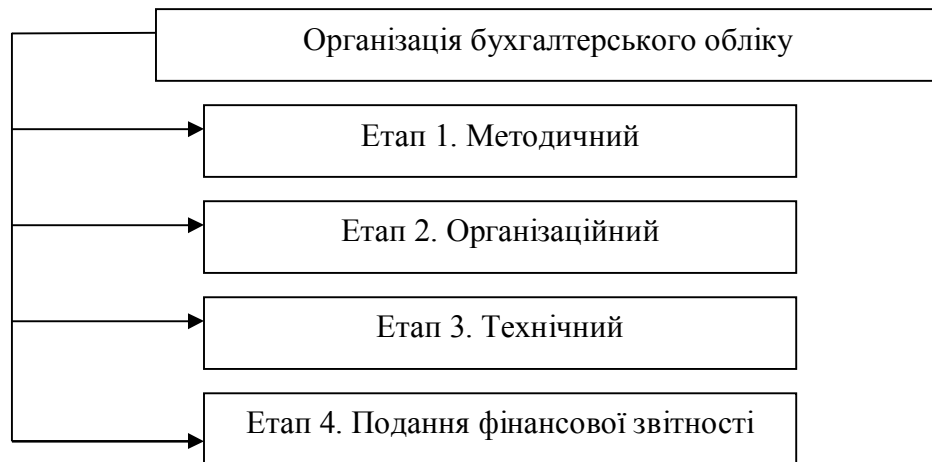 Організація бухгалтерського обліку
Етап 1. Методичний
Етап 2. Організаційний
Етап 3. Технічний
Етап 4. Подання фінансової звітності